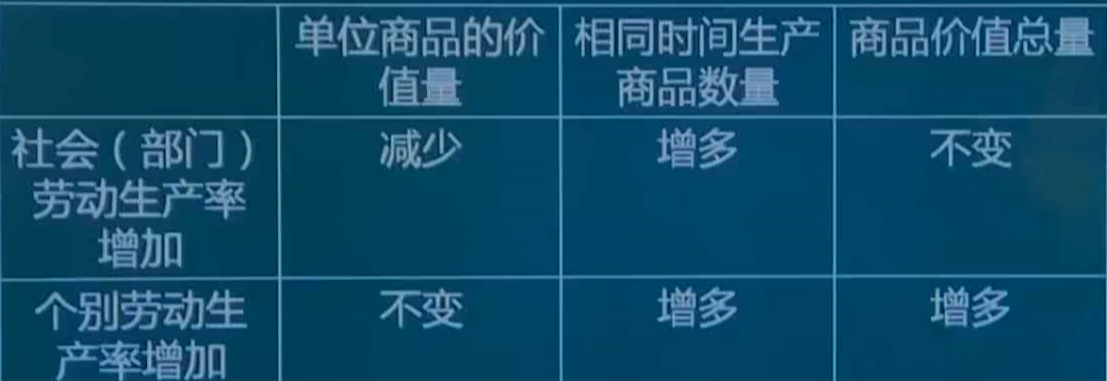 单位商品的价
值量
相同时间生产
商品数量
商品价值总量
社会（部门）
劳动生产率
增加
减少
增多
不变
个别劳动生
产率增加
不变
增多
增多